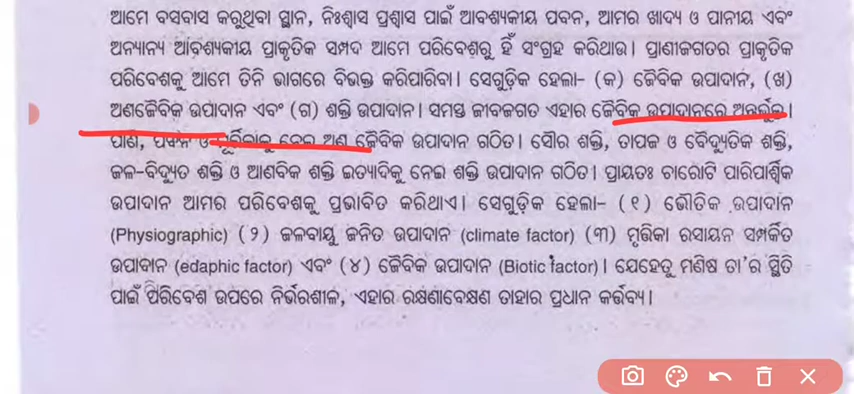 ଆମେ ବସବାସ କରୁଥିବା ସ୍ଥାନ, ନିଃଶ୍ୱାସ ପ୍ରଶ୍ୱାସ ପାଇଁ ଆବଶ୍ୟକୀୟ ପବନ, ଆମର ଖାଦ୍ୟ ଓ ପାନୀୟ ଏବଂ
ଅନ୍ୟାନ୍ୟ ଆବଶ୍ୟକୀୟ ପ୍ରାକୃତିକ ସମ୍ପଦ ଆମେ ପରିବେଶରୁ ହିଁ ସଂଗ୍ରହ କରିଥାଉ। ପ୍ରାଣୀଜଗତର ପ୍ରାକୃତିକ
ପରିବେଶକୁ ଆମେ ତିନି ଭାଗରେ ବିଭକ୍ତ କରିପାରିବା। ସେଗୁଡ଼ିକ ହେଲା- (କ) ଜୈବିକ ଉପାଦାନ, (ଖ)
ଅଣଜୈବିକ ଉପାଦାନ ଏବଂ (ଗ) ଶକ୍ତି ଉପାଦାନ। ସମସ୍ତ ଜୀବଜଗତ ଏହାର ଜୈବିକ ଉପାଦାନରେ ଅନ୍ତର୍ଭୁକ୍ତ।
ପାଣି, ପବନ ଓ ମୃତ୍ତିକାକୁ ନେଇ ଅଣ ଜୈବିକ ଉପାଦାନ ଗଠିତ। ସୌର ଶକ୍ତି, ତାପଜ ଓ ବୈଦ୍ୟୁତିକ ଶକ୍ତି,
ଜଳ-ବିଦ୍ୟୁତ ଶକ୍ତି ଓ ଆଣବିକ ଶକ୍ତି ଇତ୍ୟାଦିକୁ ନେଇ ଶକ୍ତି ଉପାଦାନ ଗଠିତ। ପ୍ରାୟତଃ ଚାରୋଟି ପାରିପାର୍ଶ୍ୱିକ
ଉପାଦାନ ଆମର ପରିବେଶକୁ ପ୍ରଭାବିତ କରିଥାଏ। ସେଗୁଡ଼ିକ ହେଲା- (୧) ଭୌତିକ ଉପାଦାନ
(Physiographic) (୨) ଜଳବାୟୁ ଜନିତ ଉପାଦାନ (climate factor) (୩) ମୃତ୍ତିକା ରସାୟନ ସମ୍ପର୍କିତ
ଉପାଦାନ (edaphic factor) ଏବଂ (୪) ଜୈବିକ ଉପାଦାନ (Biotic factor)। ଯେହେତୁ ମଣିଷ ତା'ର ସ୍ଥିତି
ପାଇଁ ପରିବେଶ ଉପରେ ନିର୍ଭରଶୀଳ, ଏହାର ରକ୍ଷଣାବେକ୍ଷଣ ତାହାର ପ୍ରଧାନ କର୍ତ୍ତବ୍ୟ।